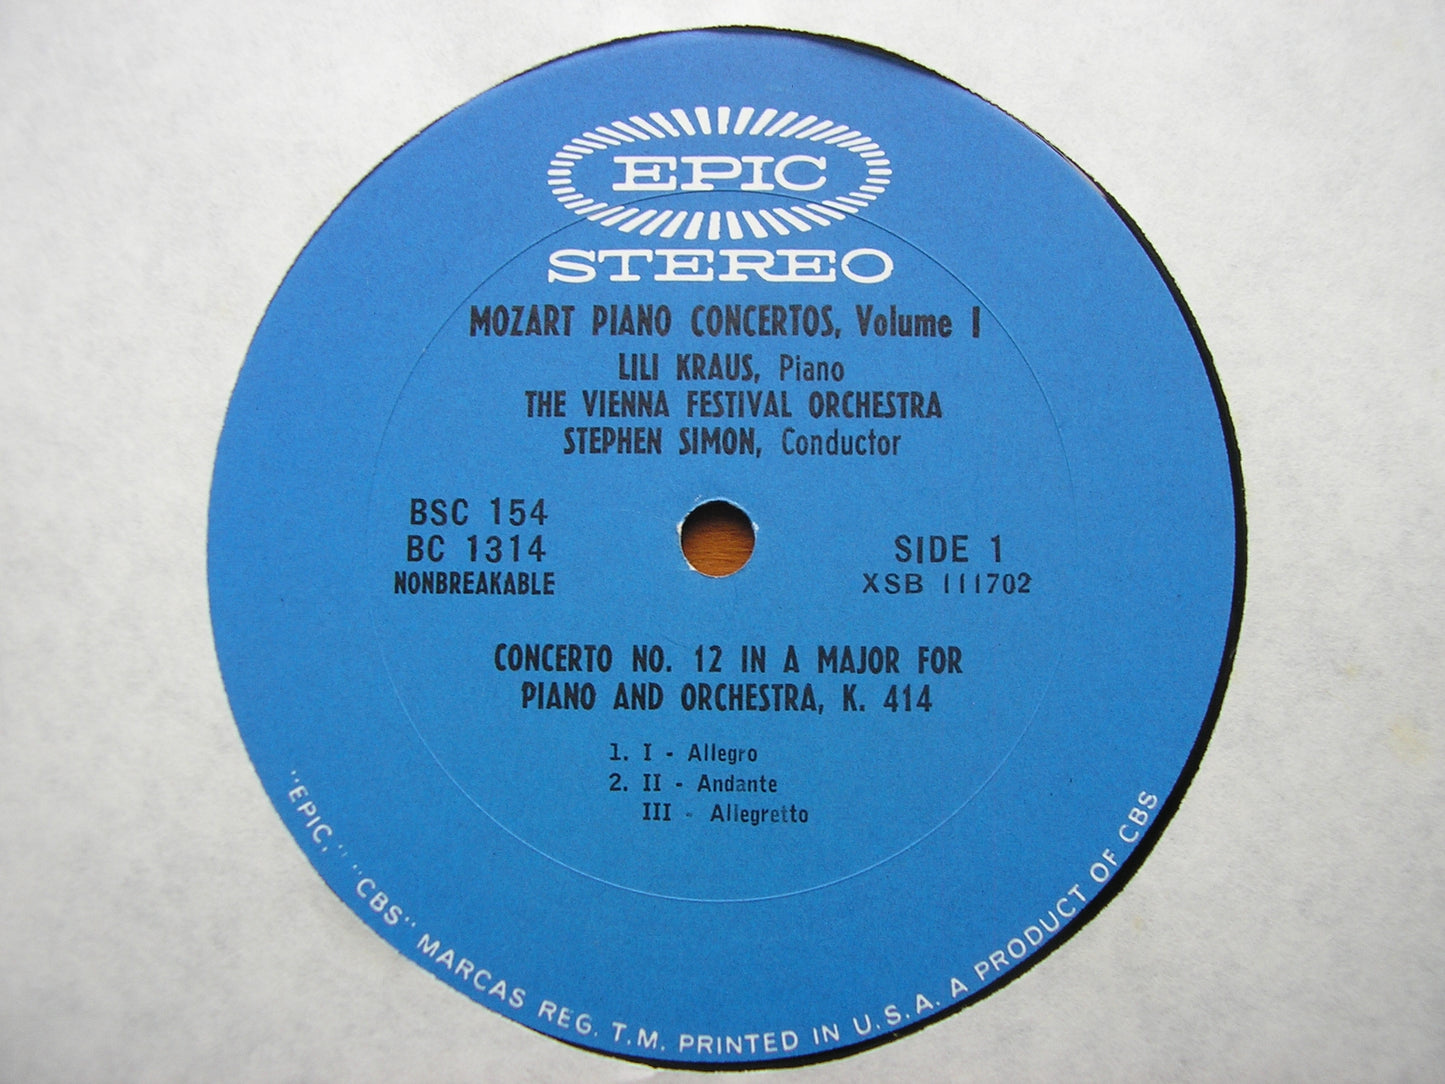 EPIC
STEREO
MOZART PIANO CONCERTOS, Volume I
LILI KRAUS, Piano
THE VIENNA FESTIVAL ORCHESTRA
STEPHEN SIMON, Conductor
BSC 154
BC 1314
NONBREAKABLE
SIDE 1
XSB 111702
CONCERTO NO. 12 IN A MAJOR FOR
PIANO AND ORCHESTRA, K. 414
1. I - Allegro
2. II - Andante
III - Allegretto
"EPIC," "CBS" MARCAS REG. T.M. PRINTED IN U.S.A. A PRODUCT OF CBS